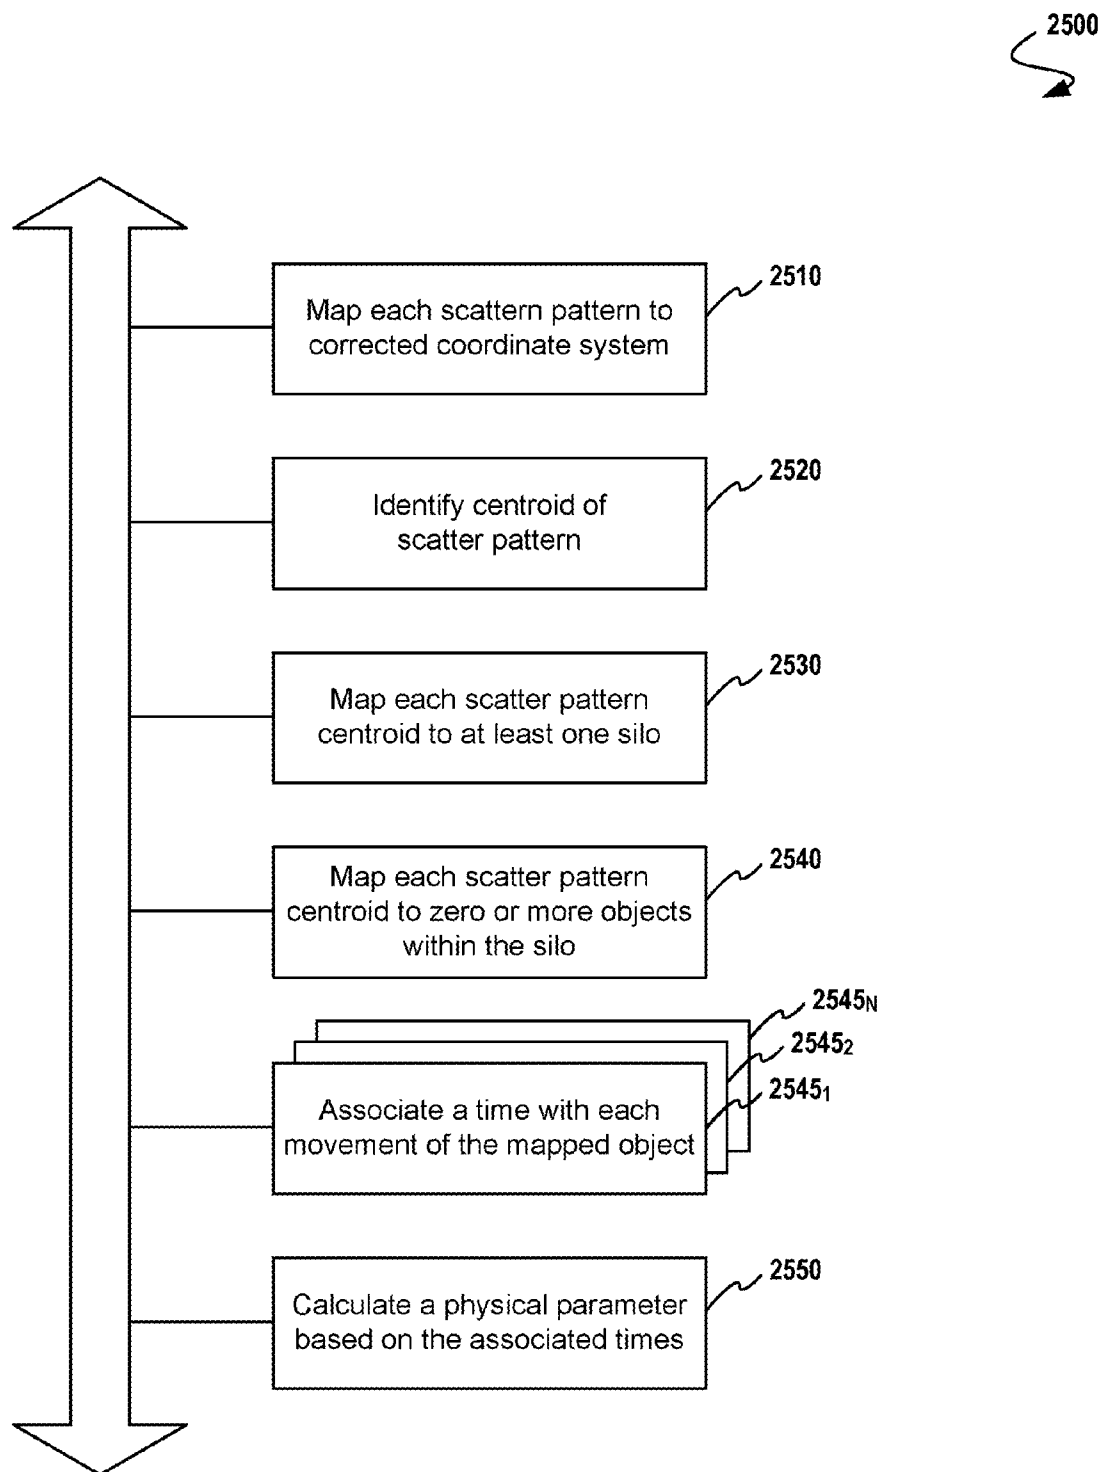 2500
2510
Map each scattern pattern to
corrected coordinate system
2520
Identify centroid of
scatter pattern
2530
Map each scatter pattern
centroid to at least one silo
2540
Map each scatter pattern
centroid to zero or more objects
within the silo
2545N
2545₂
2545₁
Associate a time with each
movement of the mapped object
2550
Calculate a physical parameter
based on the associated times